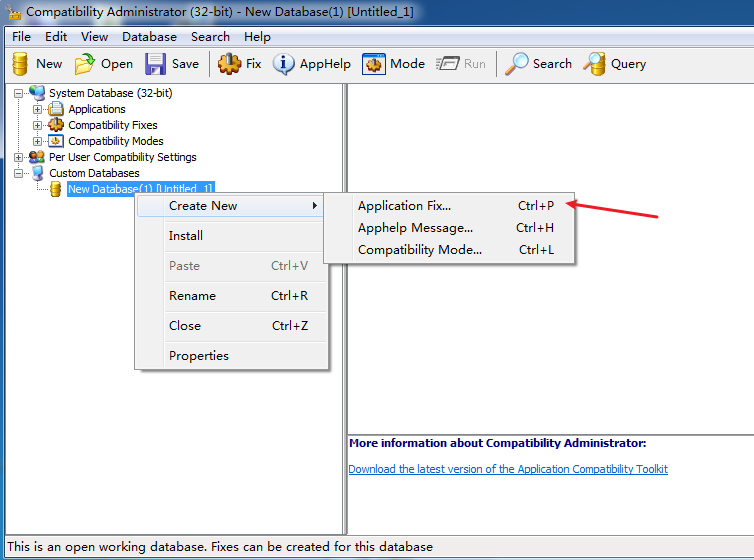 Compatibility Administrator (32-bit) - New Database(1) [Untitled_1]
File Edit View Database Search Help
New Open Save Fix AppHelp Mode Run Search Query
System Database (32-bit)
Applications
Compatibility Fixes
Compatibility Modes
Per User Compatibility Settings
Custom Databases
New Database(1) [Untitled_1]
Create New
Install
Paste Ctrl+V
Rename Ctrl+R
Close Ctrl+Z
Properties
Application Fix... Ctrl+P
Apphelp Message... Ctrl+H
Compatibility Mode... Ctrl+L
More information about Compatibility Administrator:
Download the latest version of the Application Compatibility Toolkit
This is an open working database. Fixes can be created for this database